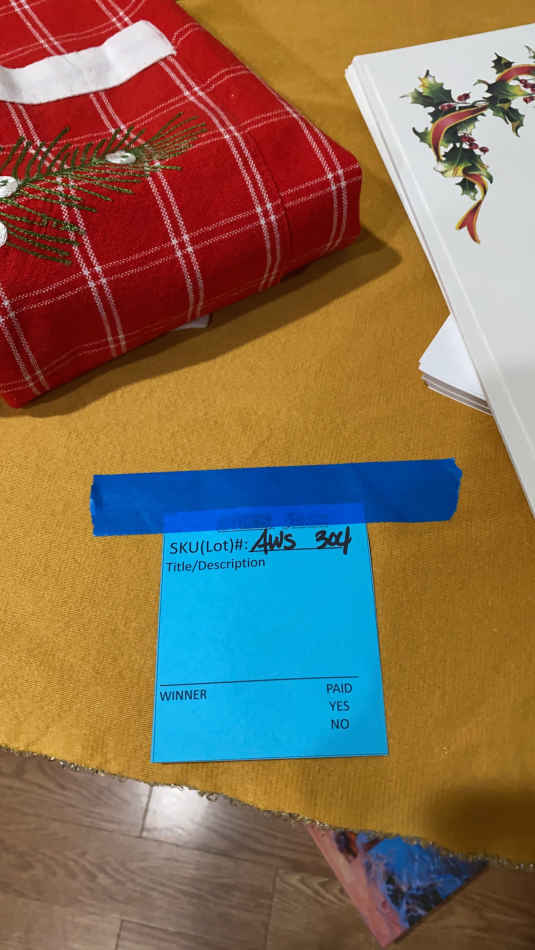 SKU(Lot)#: AWS 304
Title/Description
WINNER
PAID
YES
NO